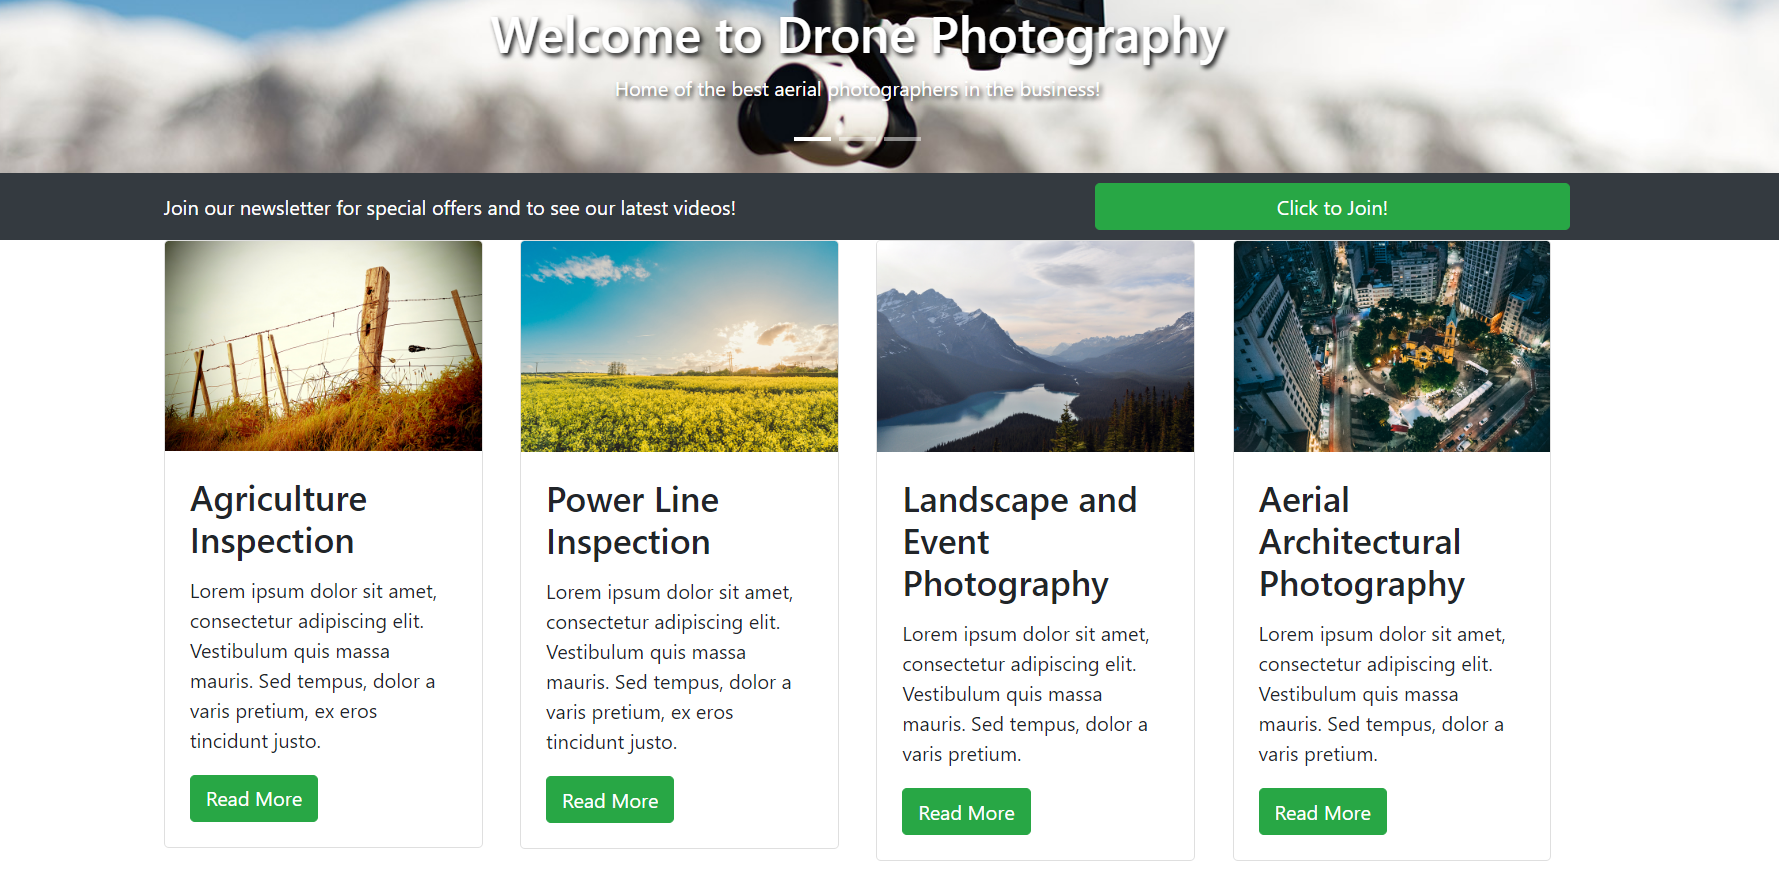 Welcome to Drone Photography
Home of the best aerial photographers in the business!
Join our newsletter for special offers and to see our latest videos!
Click to Join!
Agriculture
Inspection
Lorem ipsum dolor sit amet,
consectetur adipiscing elit.
Vestibulum quis massa
mauris. Sed tempus, dolor a
varis pretium, ex eros
tincidunt justo.
Read More
Power Line
Inspection
Lorem ipsum dolor sit amet,
consectetur adipiscing elit.
Vestibulum quis massa
mauris. Sed tempus, dolor a
varis pretium, ex eros
tincidunt justo.
Read More
Landscape and
Event
Photography
Lorem ipsum dolor sit amet,
consectetur adipiscing elit.
Vestibulum quis massa
mauris. Sed tempus, dolor a
varis pretium.
Read More
Aerial
Architectural
Photography
Lorem ipsum dolor sit amet,
consectetur adipiscing elit.
Vestibulum quis massa
mauris. Sed tempus, dolor a
varis pretium.
Read More